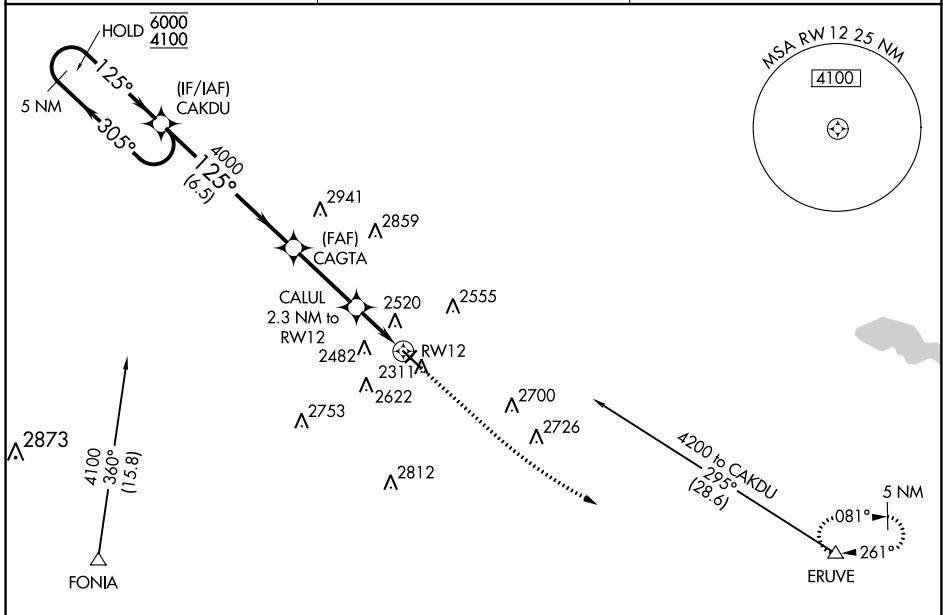 HOLD 6000
4100
MSA RW 12 25 NM
4100
125°
(IF/IAF)
CAKDU
5 NM
305°
4000
125°
(6.5)
2941
2859
(FAF)
CAGTA
CALUL
2.3 NM to
RW12
2520
2555
2482
RW12
2311
2622
2753
2700
2726
2873
4100
360°
(15.8)
2812
4200 to CAKDU
295°
(28.6)
5 NM
081°
261°
FONIA
ERUVE